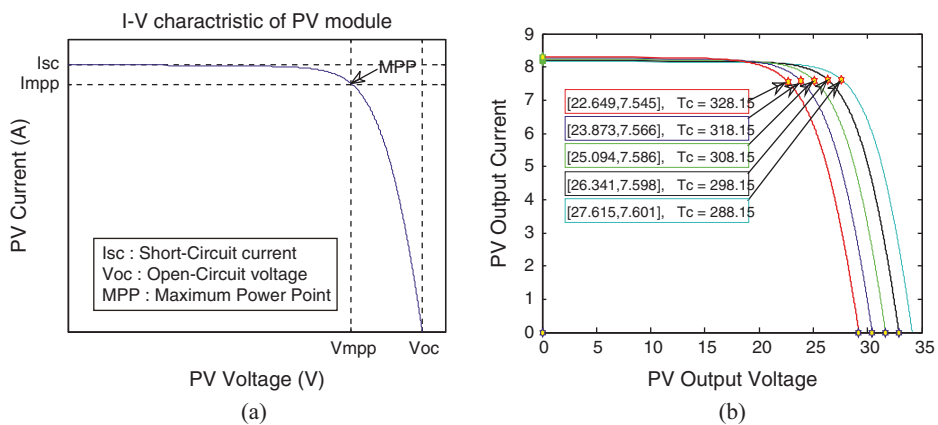 I-V charactristic of PV module
Isc
Impp
MPP
PV Current (A)
Isc : Short-Circuit current
Voc : Open-Circuit voltage
MPP : Maximum Power Point
Vmpp
Voc
PV Voltage (V)
(a)
9
8
7
6
5
4
3
2
1
0
PV Output Current
[22.649,7.545], Tc = 328.15
[23.873,7.566], Tc = 318.15
[25.094,7.586], Tc = 308.15
[26.341,7.598], Tc = 298.15
[27.615,7.601], Tc = 288.15
0 5 10 15 20 25 30 35
PV Output Voltage
(b)